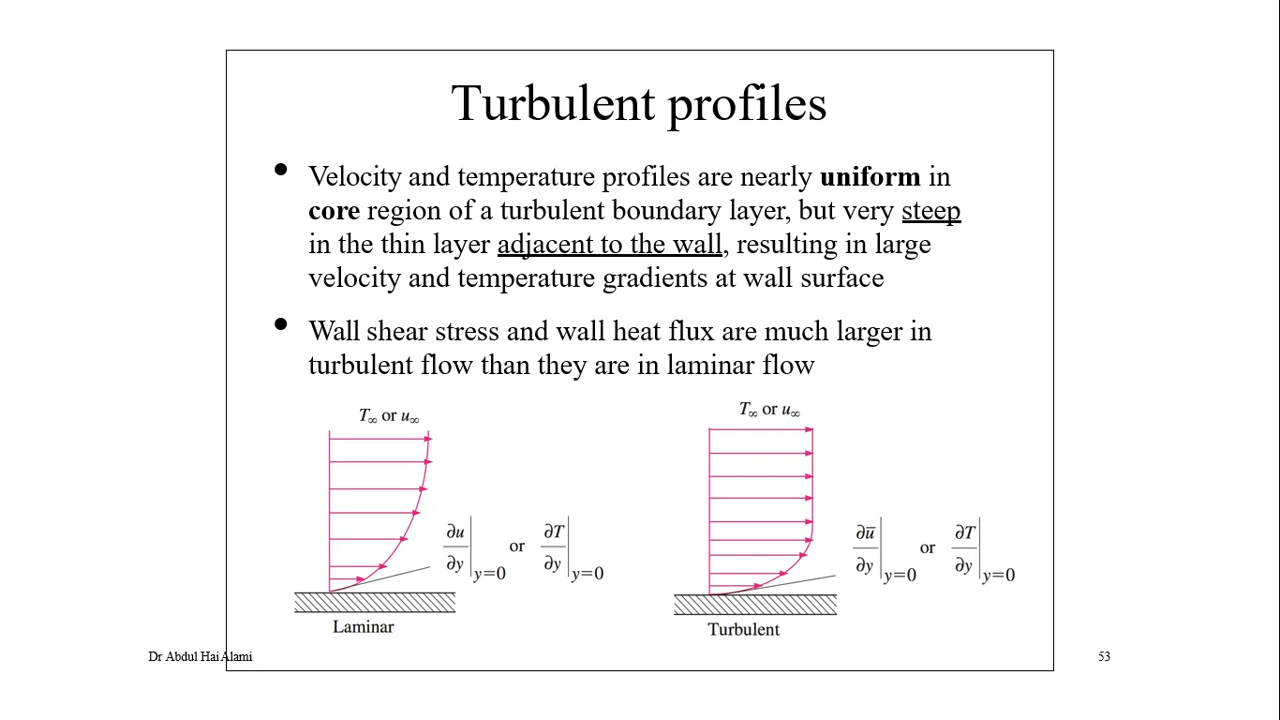 Turbulent profiles
• Velocity and temperature profiles are nearly uniform in
core region of a turbulent boundary layer, but very steep
in the thin layer adjacent to the wall, resulting in large
velocity and temperature gradients at wall surface
• Wall shear stress and wall heat flux are much larger in
turbulent flow than they are in laminar flow
T∞ or u∞
∂u/∂y|y=0 or ∂T/∂y|y=0
Laminar
T∞ or u∞
∂u̅/∂y|y=0 or ∂T/∂y|y=0
Turbulent
Dr Abdul Hai Alami
53